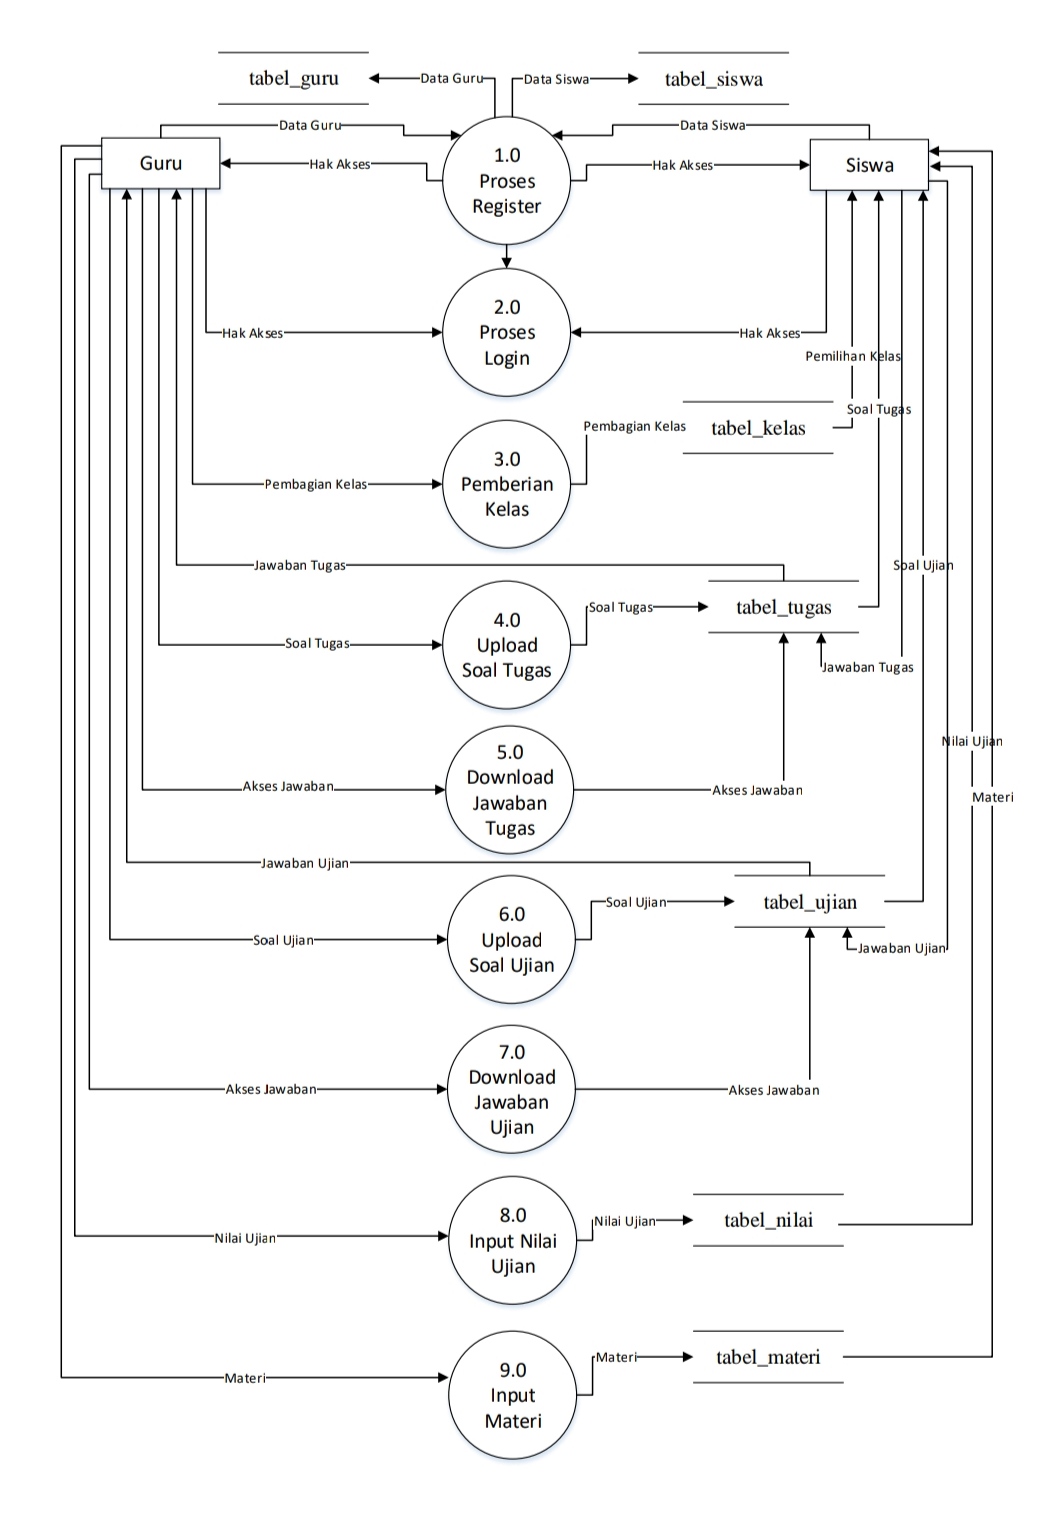 tabel_guru
Data Guru
Data Siswa
tabel_siswa
Data Guru
Data Siswa
Guru
Hak Akses
1.0
Proses
Register
Hak Akses
Siswa
2.0
Proses
Login
Hak Akses
Hak Akses
Pemilihan Kelas
Soal Tugas
Pembagian Kelas
tabel_kelas
3.0
Pemberian
Kelas
Pembagian Kelas
Jawaban Tugas
Soal Ujian
4.0
Upload
Soal Tugas
Soal Tugas
Soal Tugas
tabel_tugas
Jawaban Tugas
5.0
Download
Jawaban
Tugas
Akses Jawaban
Akses Jawaban
Nilai Ujian
Materi
Jawaban Ujian
6.0
Upload
Soal Ujian
Soal Ujian
Soal Ujian
tabel_ujian
Jawaban Ujian
7.0
Download
Jawaban
Ujian
Akses Jawaban
Akses Jawaban
8.0
Input Nilai
Ujian
Nilai Ujian
Nilai Ujian
tabel_nilai
9.0
Input
Materi
Materi
Materi
tabel_materi